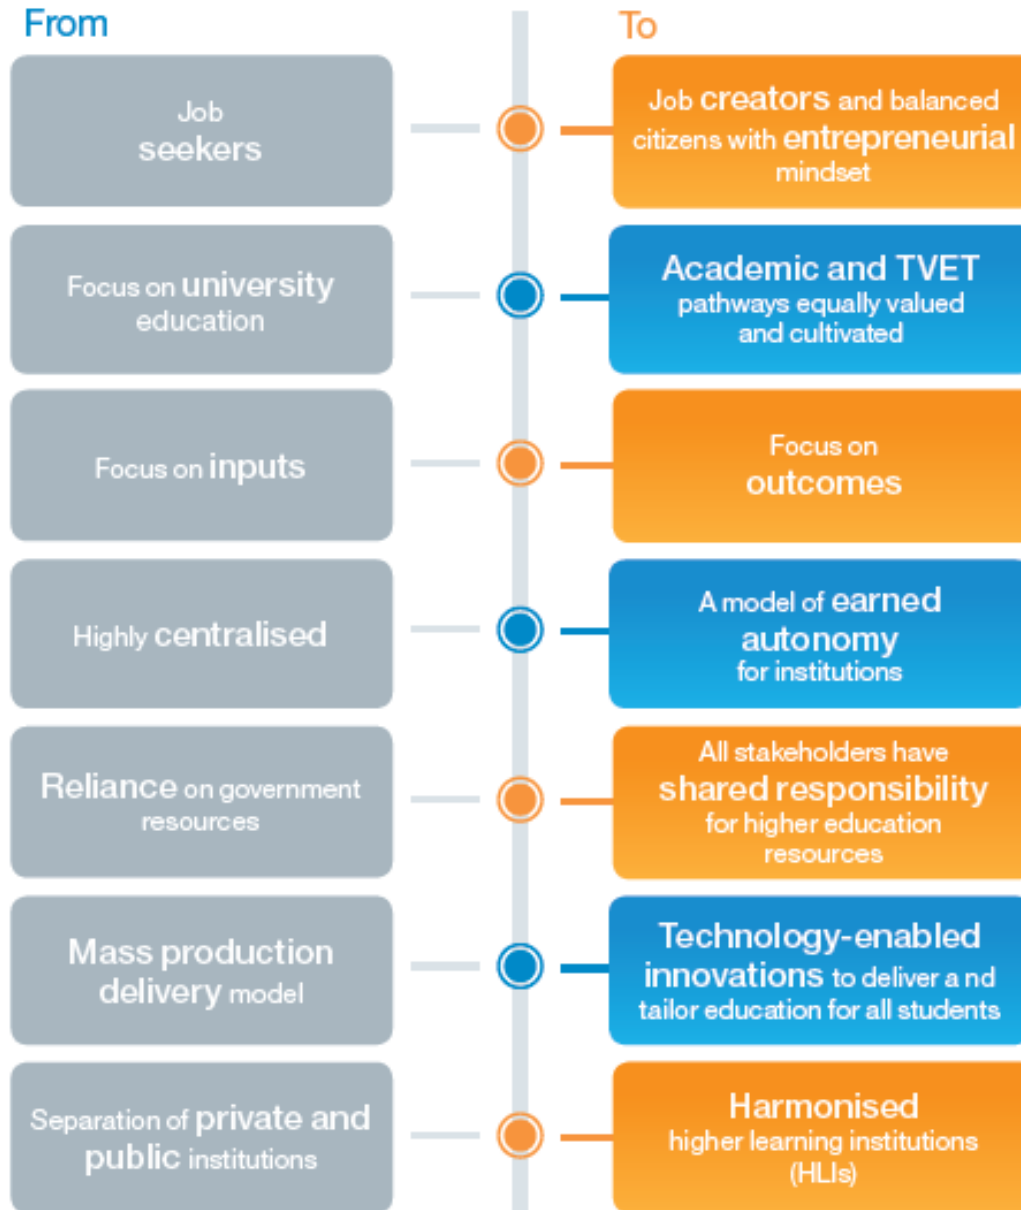 From
To
Job
seekers
Job creators and balanced
citizens with entrepreneurial
mindset
Focus on university
education
Academic and TVET
pathways equally valued
and cultivated
Focus on inputs
Focus on
outcomes
Highly centralised
A model of earned
autonomy
for institutions
Reliance on government
resources
All stakeholders have
shared responsibility
for higher education
resources
Mass production
delivery model
Technology-enabled
innovations to deliver a nd
tailor education for all students
Separation of private and
public institutions
Harmonised
higher learning institutions
(HLIs)